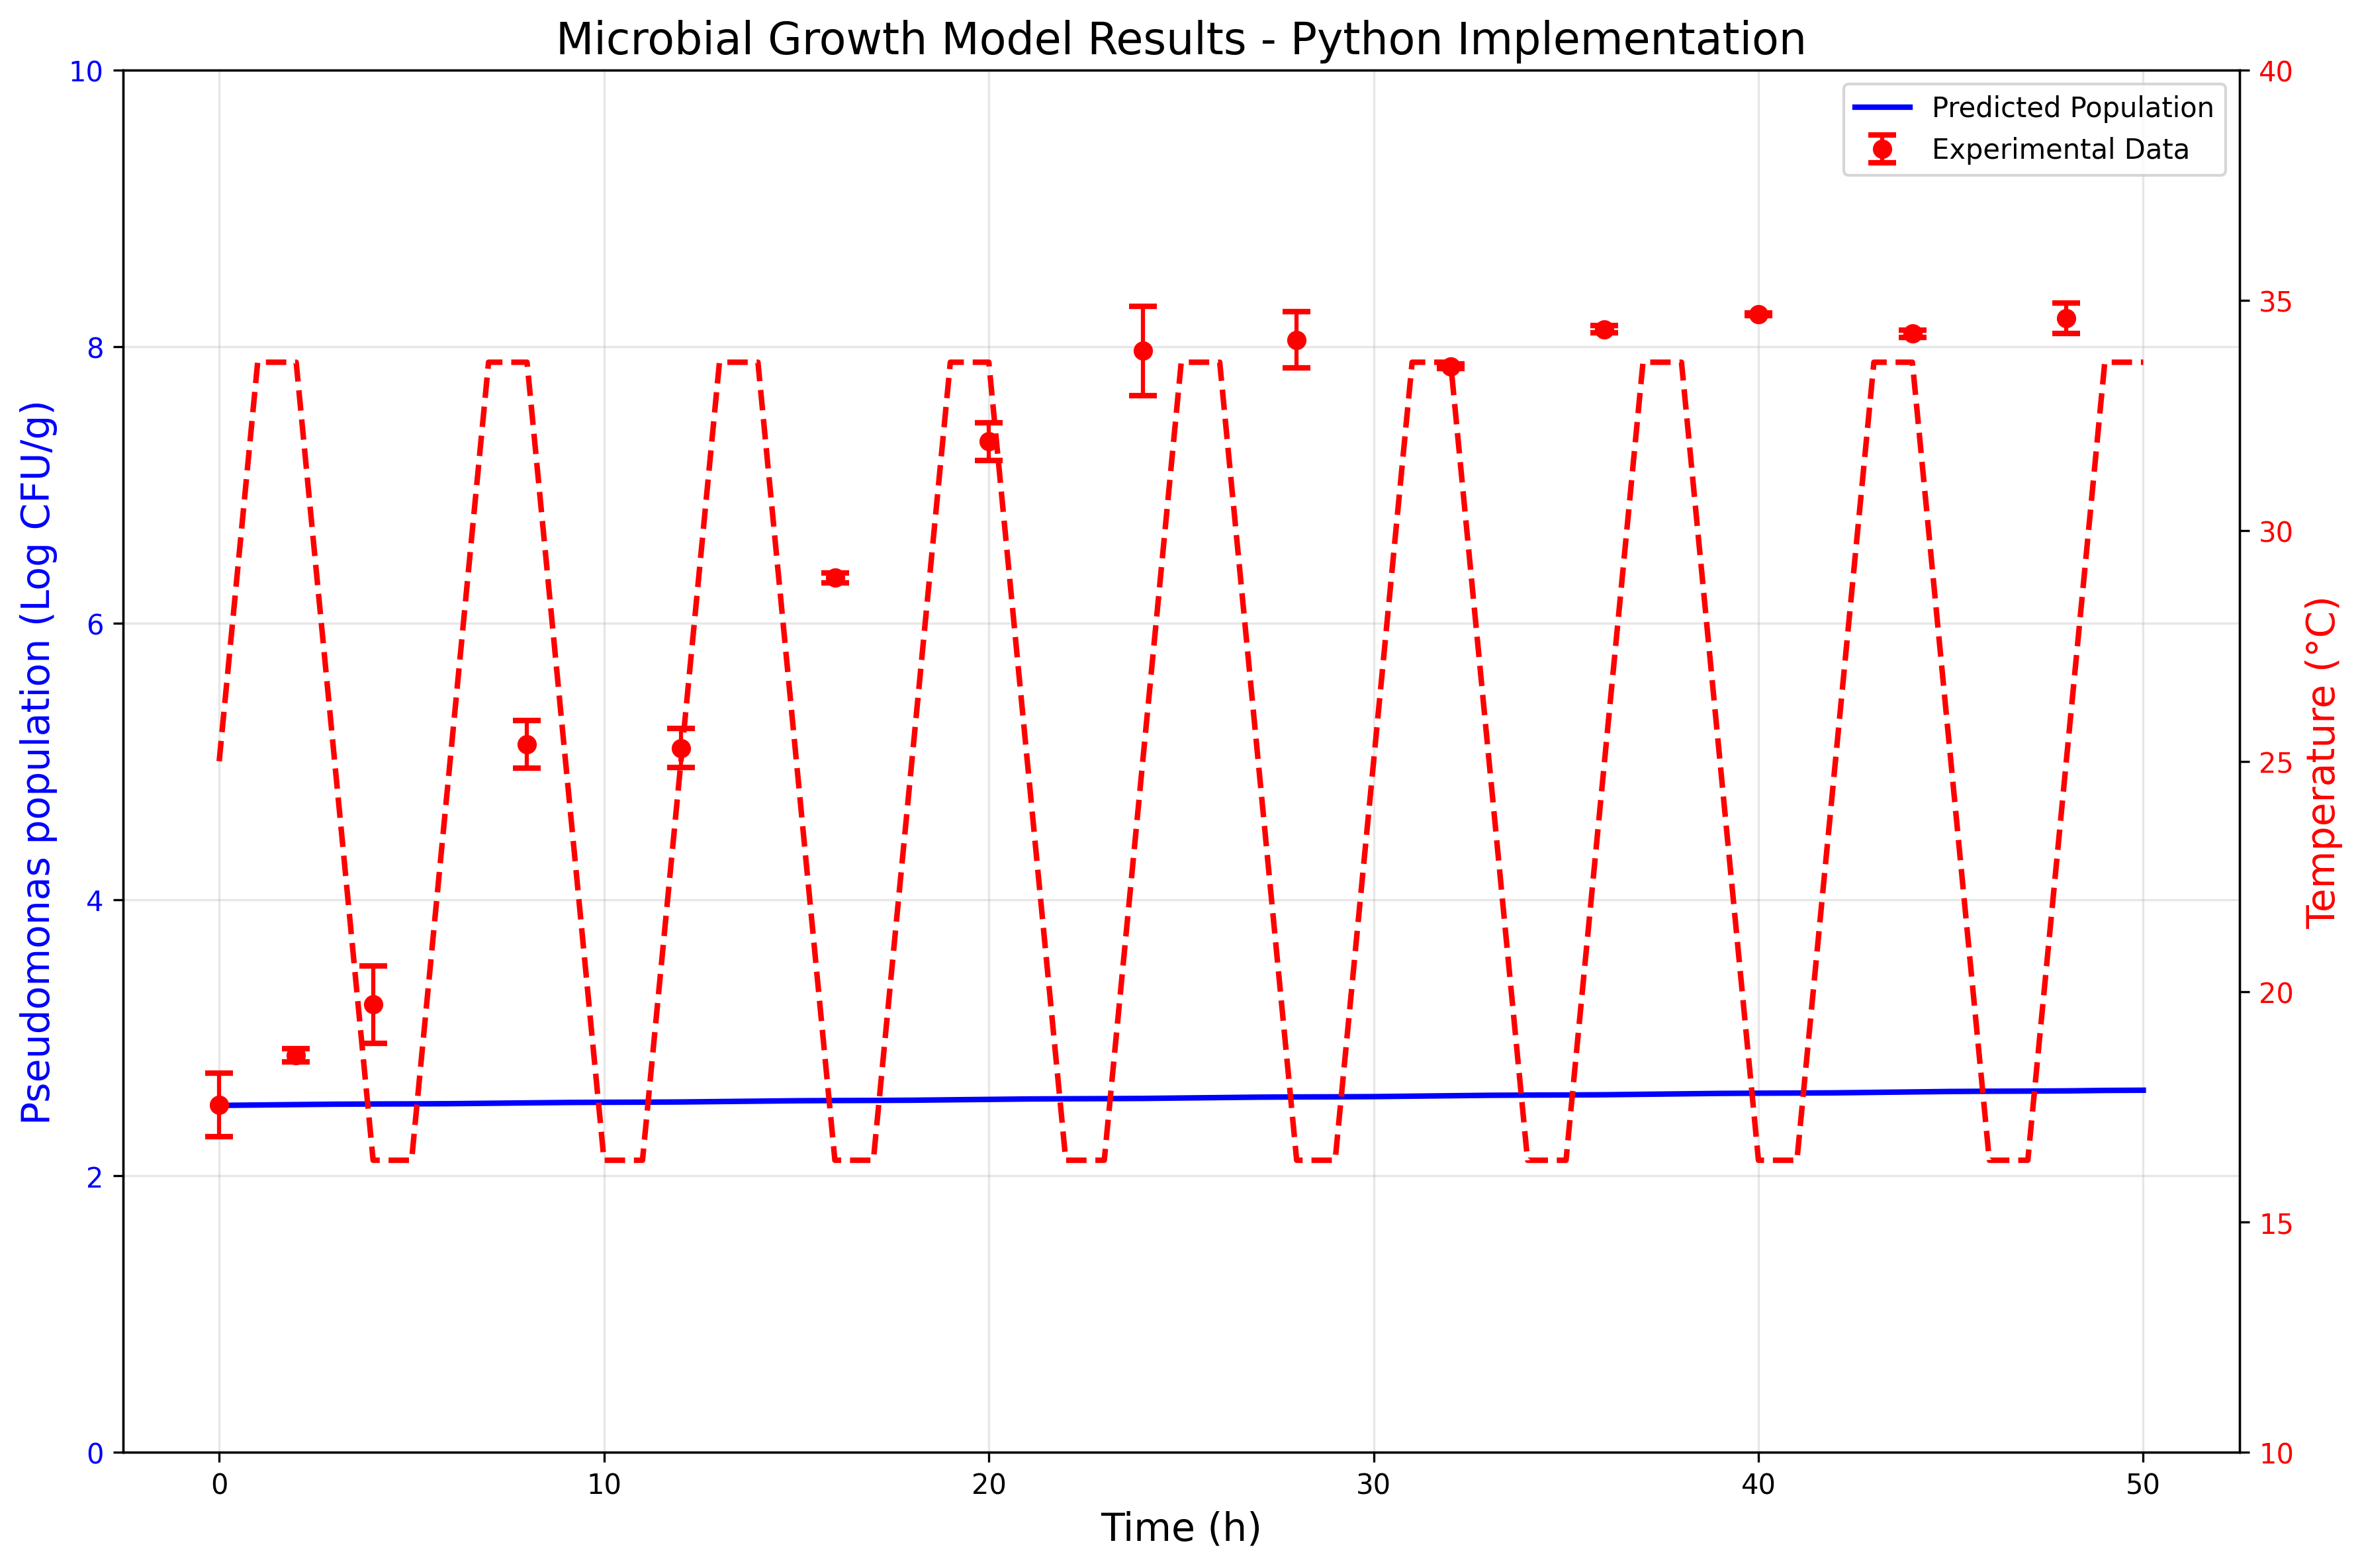 Microbial Growth Model Results - Python Implementation
Predicted Population
Experimental Data
Pseudomonas population (Log CFU/g)
10
8
6
4
2
0
40
35
30
25
20
15
10
Temperature (°C)
0 10 20 30 40 50
Time (h)